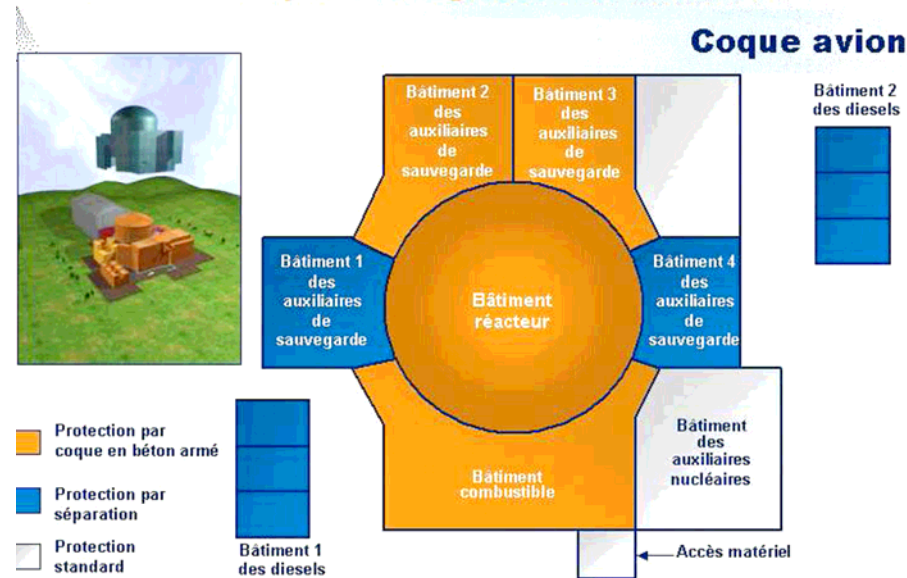 Coque avion
Bâtiment 2
des diesels
Bâtiment 2
des
auxiliaires
de
sauvegarde
Bâtiment 3
des
auxiliaires
de
sauvegarde
Bâtiment 1
des
auxiliaires
de
sauvegarde
Bâtiment
réacteur
Bâtiment 4
des
auxiliaires
de
sauvegarde
Protection par
coque en béton armé
Protection par
séparation
Protection
standard
Bâtiment 1
des diesels
Bâtiment
combustible
Bâtiment
des
auxiliaires
nucléaires
Accès matériel